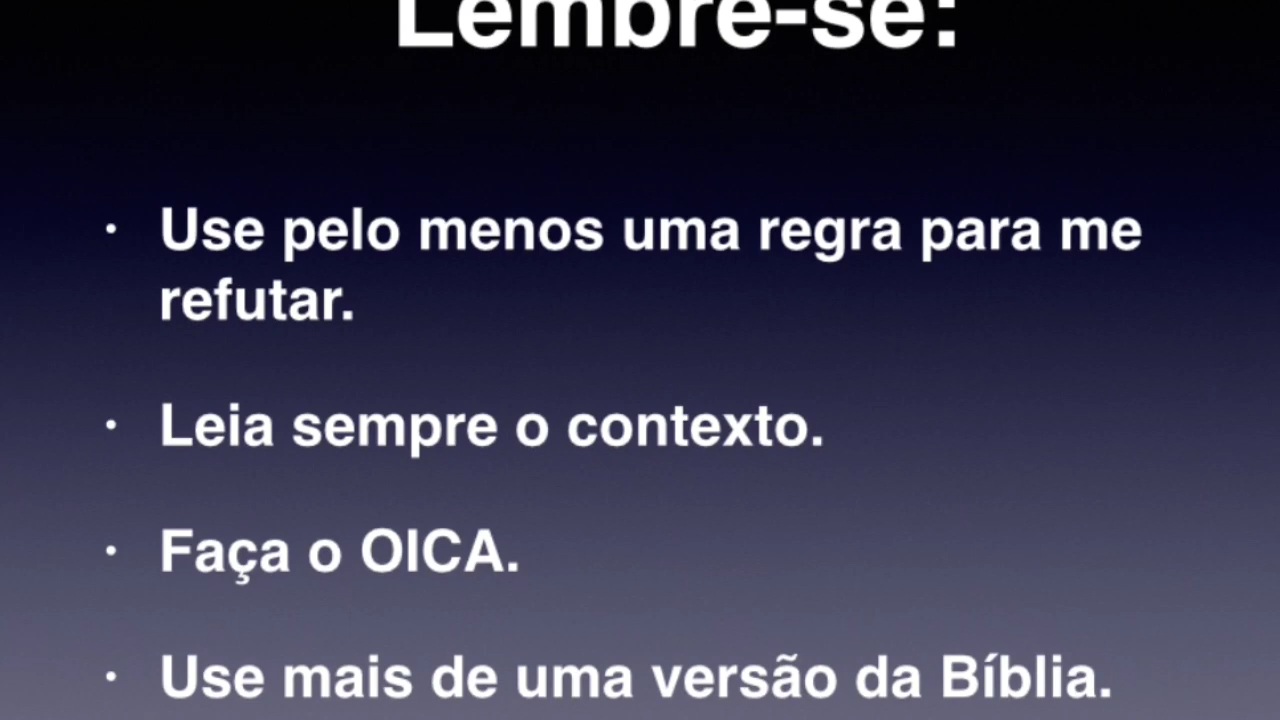 Lembre-se:
• Use pelo menos uma regra para me
refutar.
• Leia sempre o contexto.
• Faça o OICA.
• Use mais de uma versão da Bíblia.